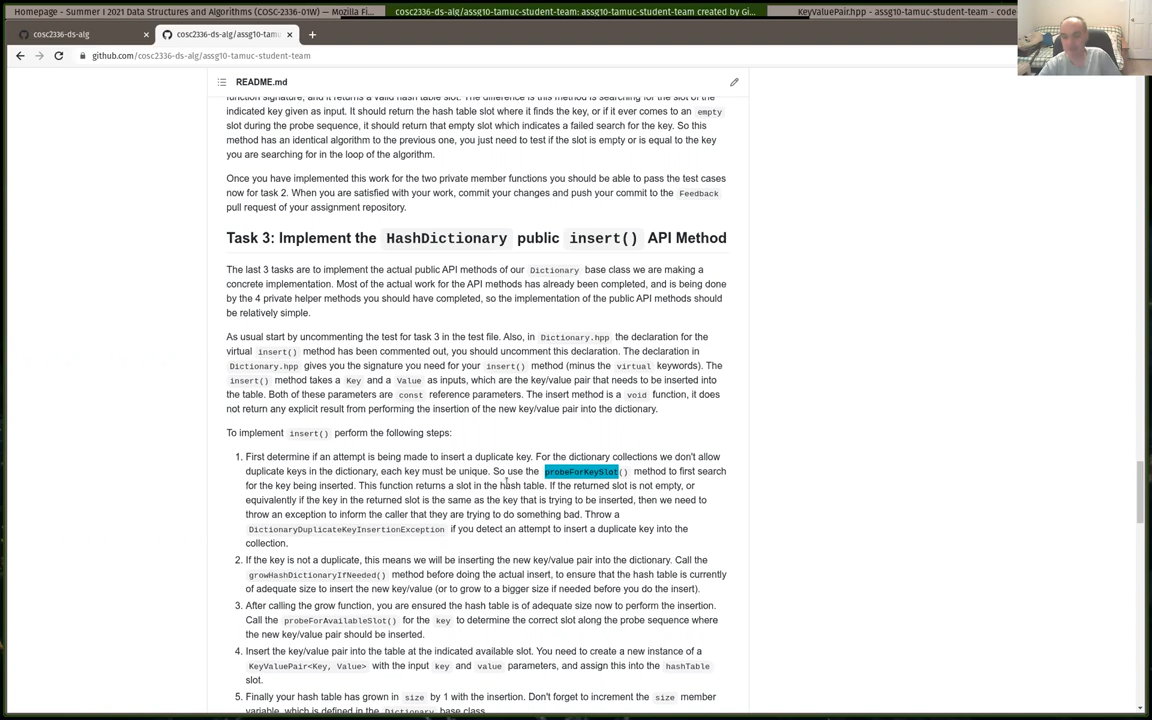 Homepage - Summer I 2021 Data Structures and Algorithms (COSC-2336-01W) — Mozilla Fi...
cosc2336-ds-alg/assg10-tamuc-student-team: assg10-tamuc-student-team created by Gi...
KeyValuePair.hpp - assg10-tamuc-student-team - code
cosc2336-ds-alg
cosc2336-ds-alg/assg10-tamu
github.com/cosc2336-ds-alg/assg10-tamuc-student-team
README.md
function signature, and it returns a valid hash table slot. The difference is this method is searching for the slot of the
indicated key given as input. It should return the hash table slot where it finds the key, or if it ever comes to an empty
slot during the probe sequence, it should return that empty slot which indicates a failed search for the key. So this
method has an identical algorithm to the previous one, you just need to test if the slot is empty or is equal to the key
you are searching for in the loop of the algorithm.
Once you have implemented this work for the two private member functions you should be able to pass the test cases
now for task 2. When you are satisfied with your work, commit your changes and push your commit to the Feedback
pull request of your assignment repository.
Task 3: Implement the HashDictionary public insert() API Method
The last 3 tasks are to implement the actual public API methods of our Dictionary base class we are making a
concrete implementation. Most of the actual work for the API methods has already been completed, and is being done
by the 4 private helper methods you should have completed, so the implementation of the public API methods should
be relatively simple.
As usual start by uncommenting the test for task 3 in the test file. Also, in Dictionary.hpp the declaration for the
virtual insert() method has been commented out, you should uncomment this declaration. The declaration in
Dictionary.hpp gives you the signature you need for your insert() method (minus the virtual keywords). The
insert() method takes a Key and a Value as inputs, which are the key/value pair that needs to be inserted into
the table. Both of these parameters are const reference parameters. The insert method is a void function, it does
not return any explicit result from performing the insertion of the new key/value pair into the dictionary.
To implement insert() perform the following steps:
1. First determine if an attempt is being made to insert a duplicate key. For the dictionary collections we don't allow
duplicate keys in the dictionary, each key must be unique. So use the probeForKeySlot() method to first search
for the key being inserted. This function returns a slot in the hash table. If the returned slot is not empty, or
equivalently if the key in the returned slot is the same as the key that is trying to be inserted, then we need to
throw an exception to inform the caller that they are trying to do something bad. Throw a
DictionaryDuplicateKeyInsertionException if you detect an attempt to insert a duplicate key into the
collection.
2. If the key is not a duplicate, this means we will be inserting the new key/value pair into the dictionary. Call the
growHashDictionaryIfNeeded() method before doing the actual insert, to ensure that the hash table is currently
of adequate size to insert the new key/value (or to grow to a bigger size if needed before you do the insert).
3. After calling the grow function, you are ensured the hash table is of adequate size now to perform the insertion.
Call the probeForAvailableSlot() for the key to determine the correct slot along the probe sequence where
the new key/value pair should be inserted.
4. Insert the key/value pair into the table at the indicated available slot. You need to create a new instance of a
KeyValuePair<Key, Value> with the input key and value parameters, and assign this into the hashTable
slot.
5. Finally your hash table has grown in size by 1 with the insertion. Don't forget to increment the size member
variable, which is defined in the Dictionary base class.